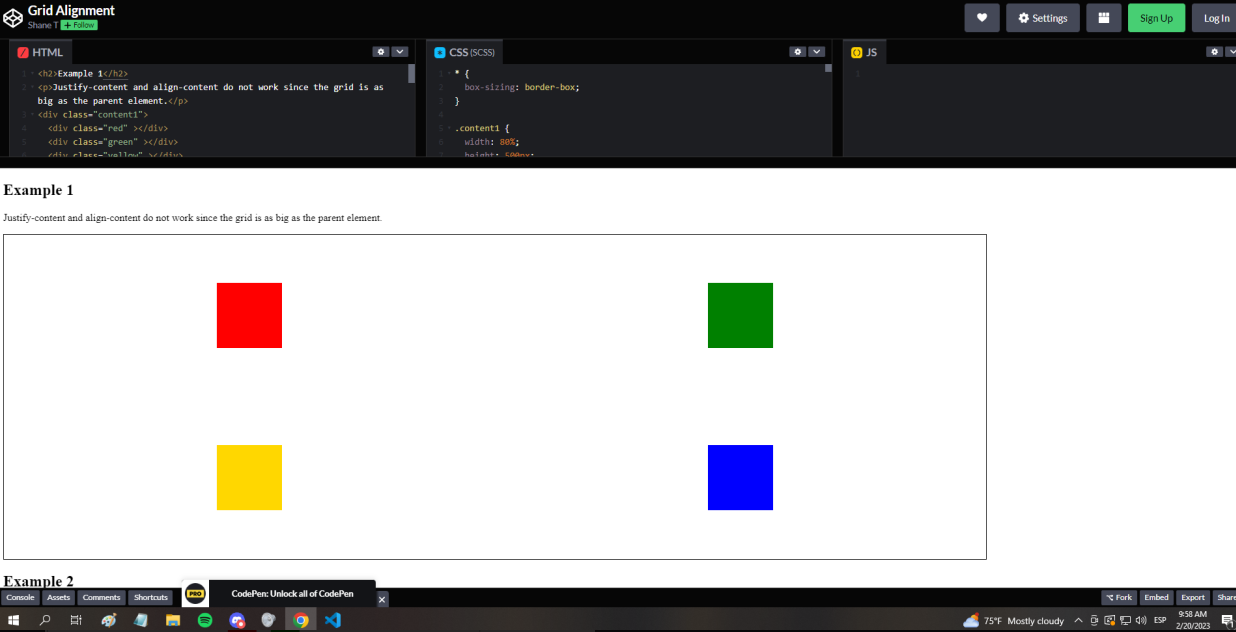 Grid Alignment
Shane T + Follow
Settings
Sign Up
Log In
HTML
CSS (SCSS)
JS
1 <h2>Example 1</h2>
2 <p>Justify-content and align-content do not work since the grid is as
big as the parent element.</p>
3 <div class="content1">
4 <div class="red" ></div>
5 <div class="green" ></div>
6 <div class="yellow" ></div>
1 * {
2 box-sizing: border-box;
3 }
4
5 .content1 {
6 width: 80%;
7 height: 500px;
1
Example 1
Justify-content and align-content do not work since the grid is as big as the parent element.
Example 2
Console
Assets
Comments
Shortcuts
PRO
CodePen: Unlock all of CodePen
Fork
Embed
Export
Share
75°F Mostly cloudy
ESP
9:58 AM
2/20/2023
1